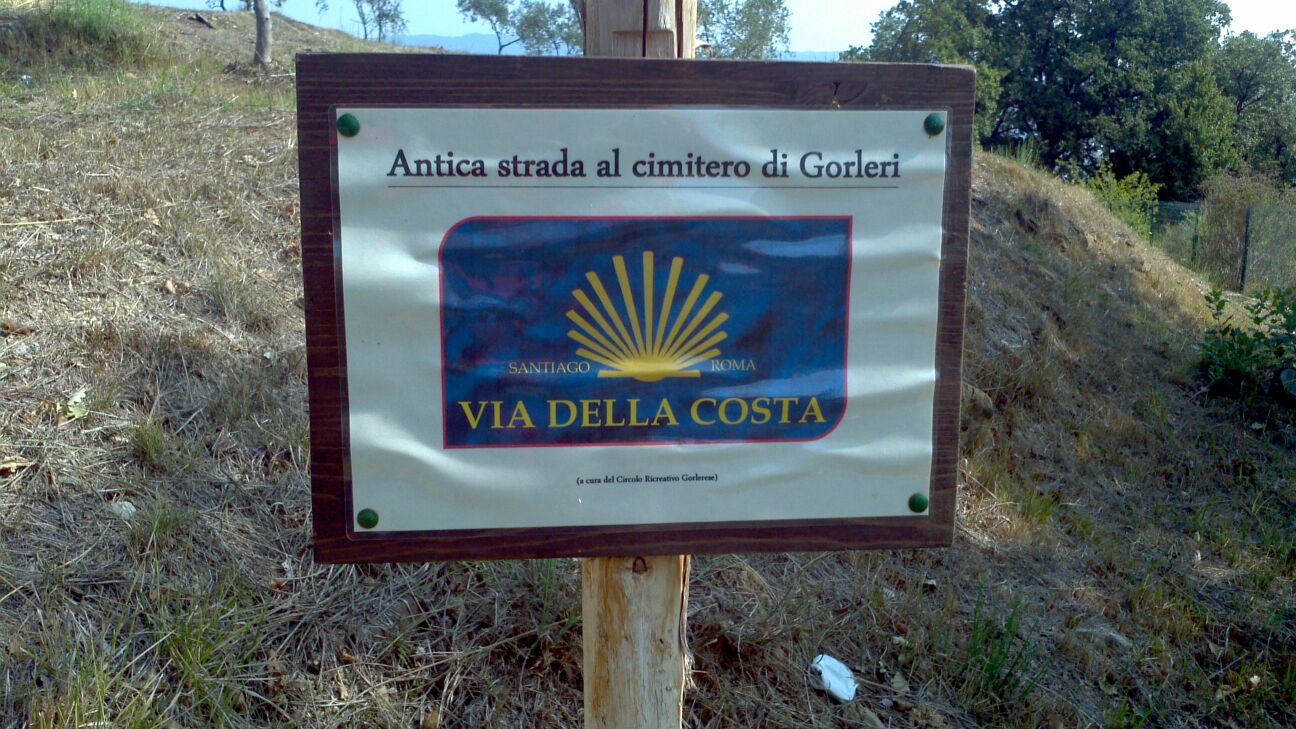 Antica strada al cimitero di Gorleri
SANTIAGO ROMA
VIA DELLA COSTA
(a cura del Circolo Ricreativo Gorlerese)